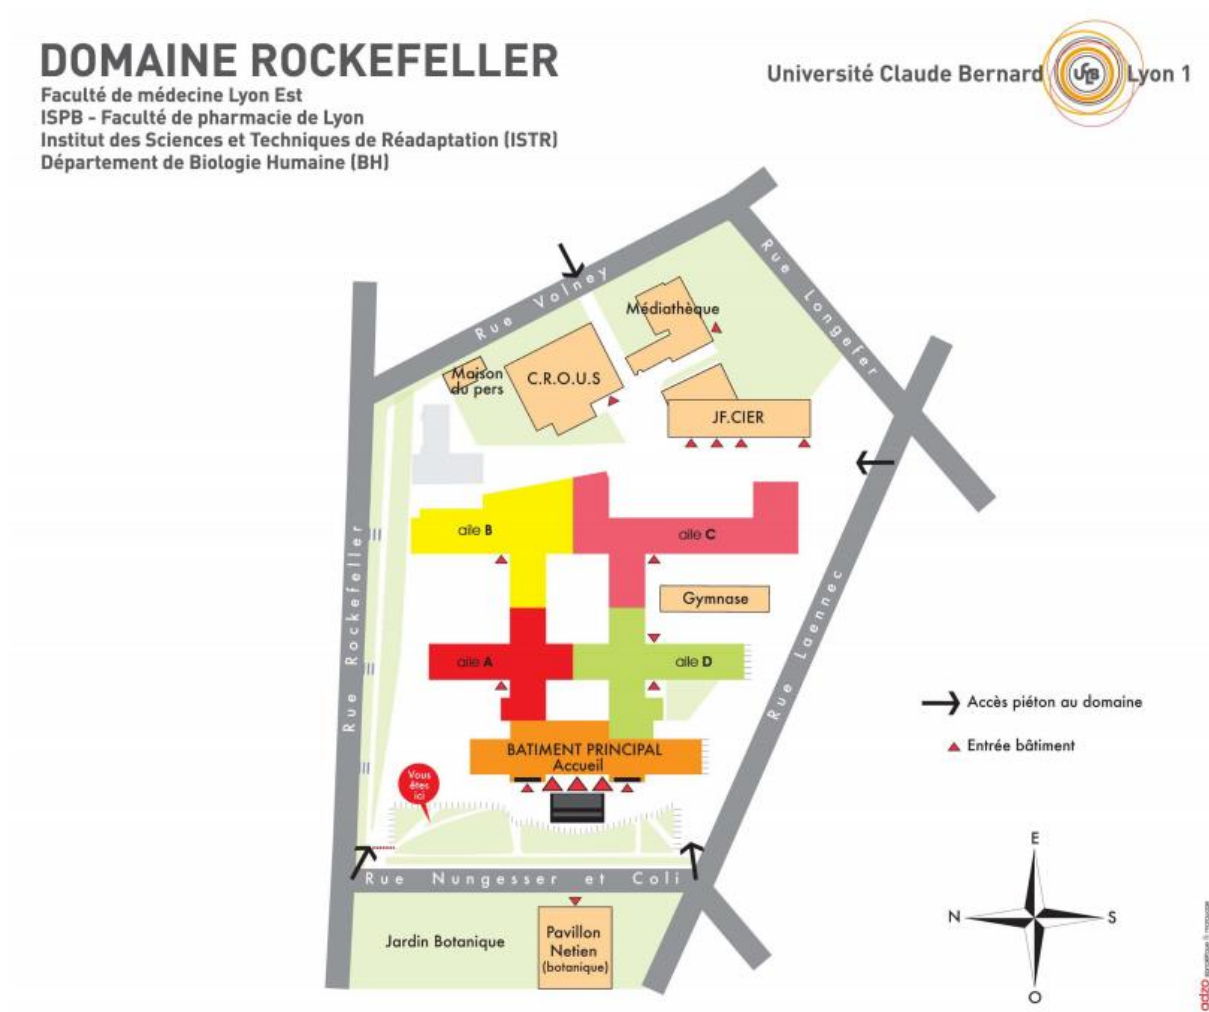 DOMAINE ROCKEFELLER
Faculté de médecine Lyon Est
ISPB - Faculté de pharmacie de Lyon
Institut des Sciences et Techniques de Réadaptation (ISTR)
Département de Biologie Humaine (BH)
Université Claude Bernard
UCB
Lyon 1
Rue Volney
Rue Longefer
Médiathèque
Maison
du pers
C.R.O.U.S
JF.CIER
aile B
aile C
Rue Rockefeller
Gymnase
Rue Laennec
aile A
aile D
Accès piéton au domaine
Entrée bâtiment
BATIMENT PRINCIPAL
Accueil
Vous
êtes
ici
Rue Nungesser et Coli
Jardin Botanique
Pavillon
Netien
(botanique)
E
N
S
O
adzo